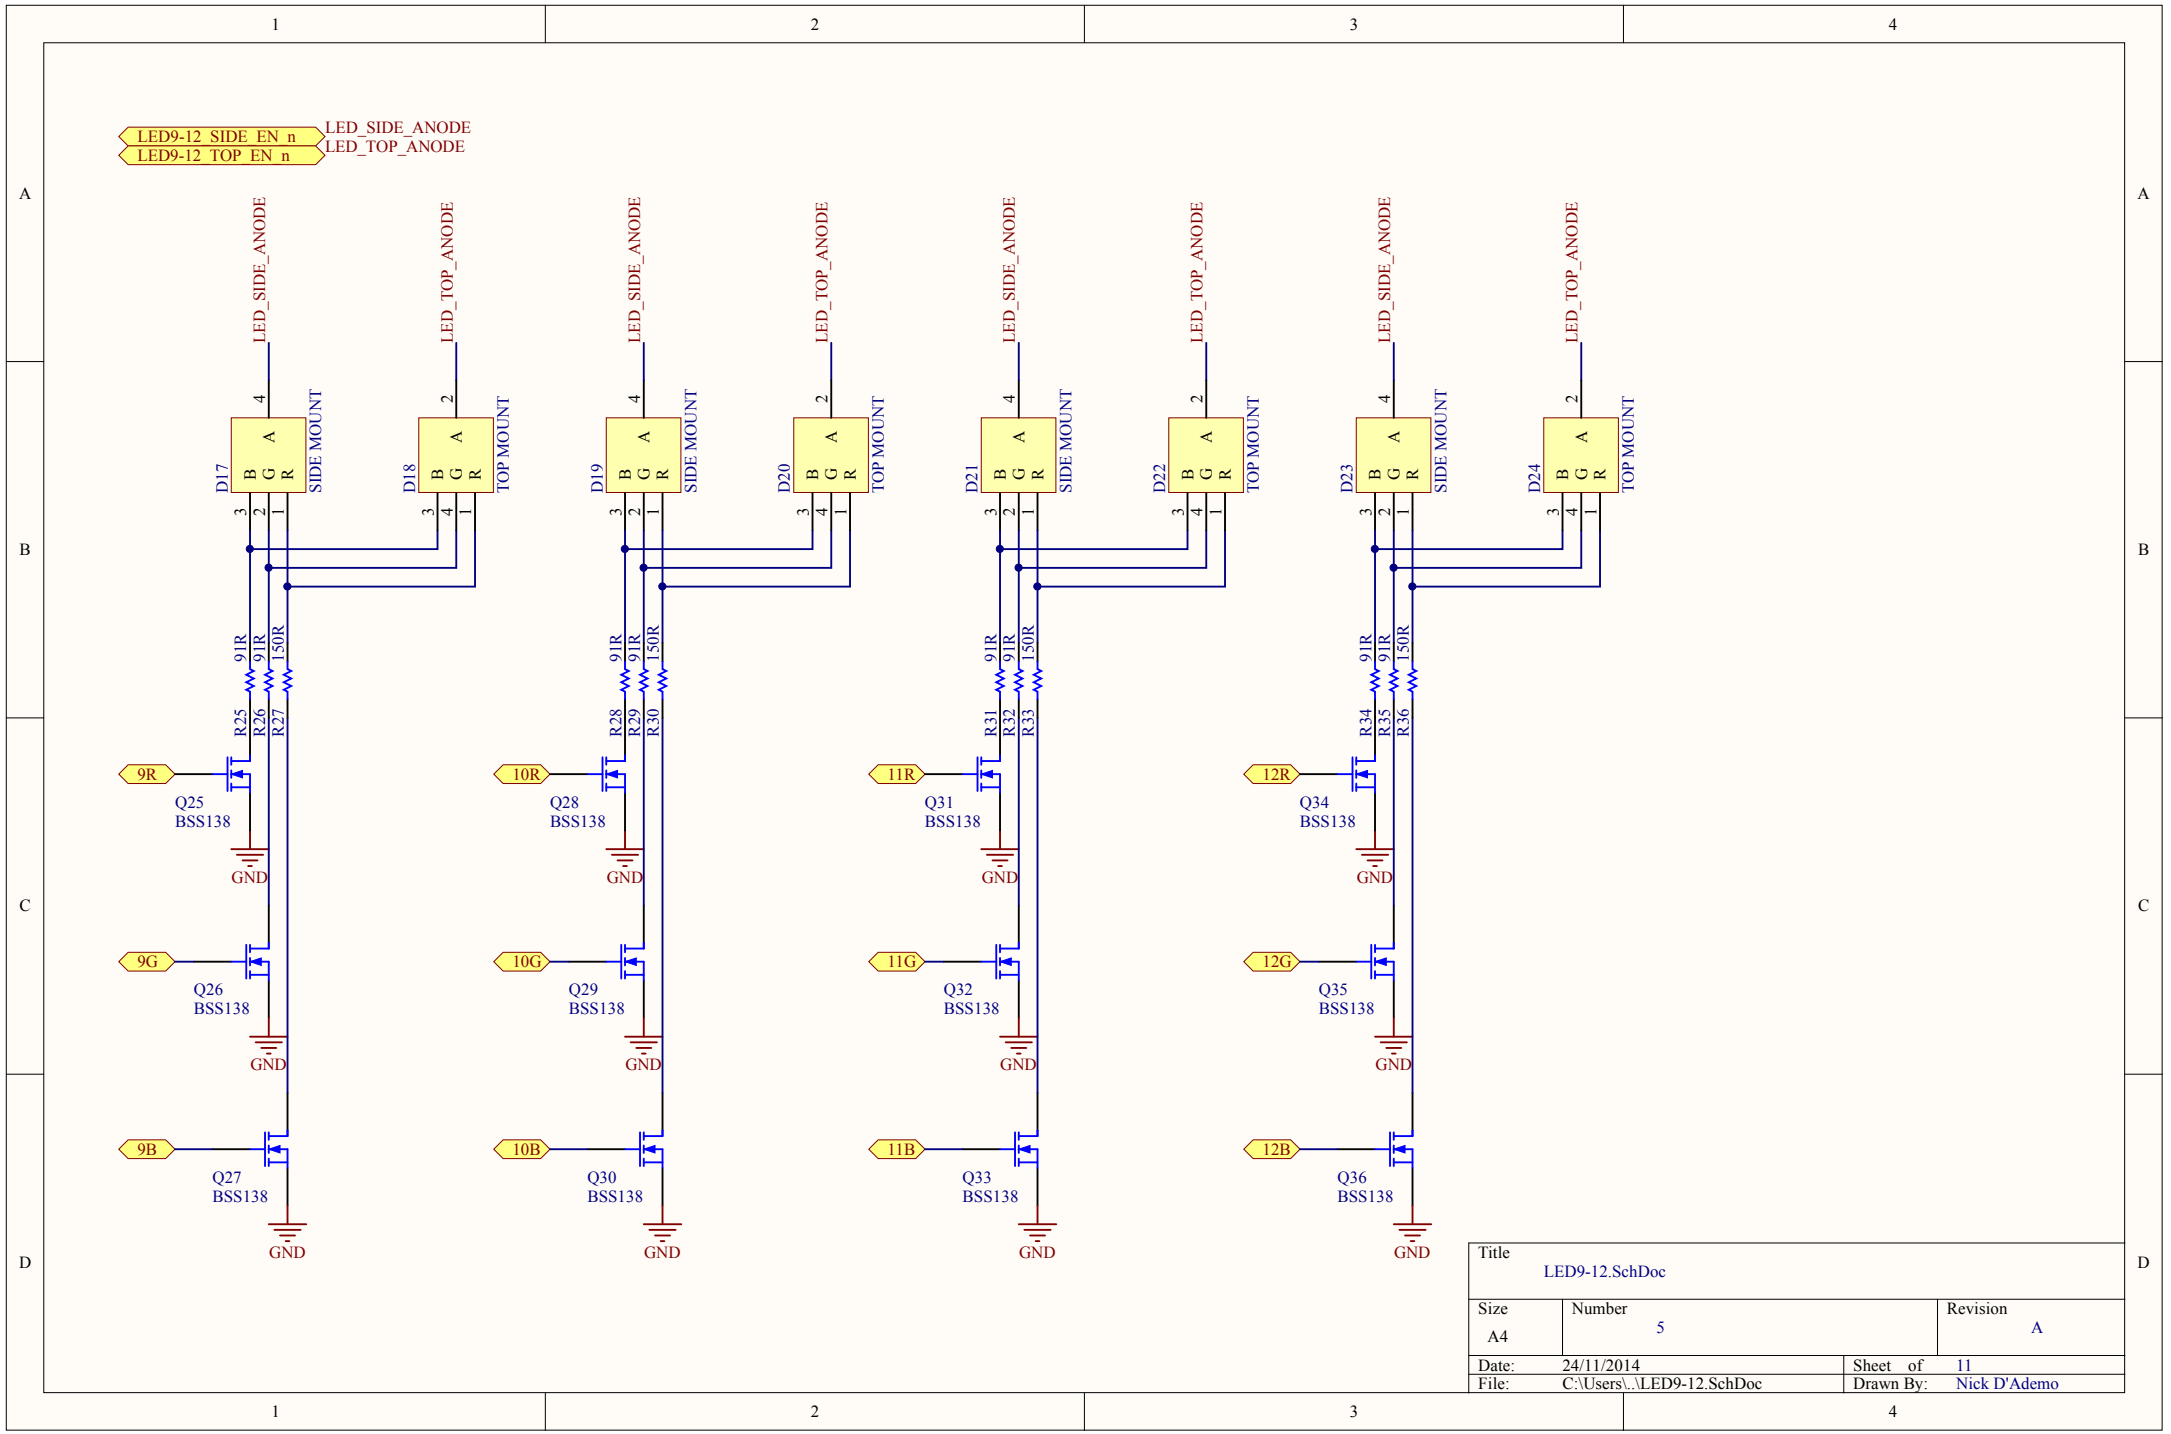 1 2 3 4
A A
B B
C C
D D
LED9-12_SIDE_EN_n LED_SIDE_ANODE
LED9-12_TOP_EN_n LED_TOP_ANODE
LED_SIDE_ANODE LED_TOP_ANODE LED_SIDE_ANODE LED_TOP_ANODE LED_SIDE_ANODE LED_TOP_ANODE LED_SIDE_ANODE LED_TOP_ANODE
4 2 4 2 4 2 4 2
A A A A A A A A
D17 B G R SIDE MOUNT
D18 B G R TOP MOUNT
D19 B G R SIDE MOUNT
D20 B G R TOP MOUNT
D21 B G R SIDE MOUNT
D22 B G R TOP MOUNT
D23 B G R SIDE MOUNT
D24 B G R TOP MOUNT
3 2 1 3 4 1 3 2 1 3 4 1 3 2 1 3 4 1 3 2 1 3 4 1
91R 91R 150R 91R 91R 150R 91R 91R 150R 91R 91R 150R
R25 R26 R27 R28 R29 R30 R31 R32 R33 R34 R35 R36
9R 10R 11R 12R
Q25 Q28 Q31 Q34
BSS138 BSS138 BSS138 BSS138
GND GND GND GND
9G 10G 11G 12G
Q26 Q29 Q32 Q35
BSS138 BSS138 BSS138 BSS138
GND GND GND GND
9B 10B 11B 12B
Q27 Q30 Q33 Q36
BSS138 BSS138 BSS138 BSS138
GND GND GND GND
Title
LED9-12.SchDoc
Size Number Revision
A4 5 A
Date: 24/11/2014 Sheet of 11
File: C:\Users\..\LED9-12.SchDoc Drawn By: Nick D'Ademo
1 2 3 4